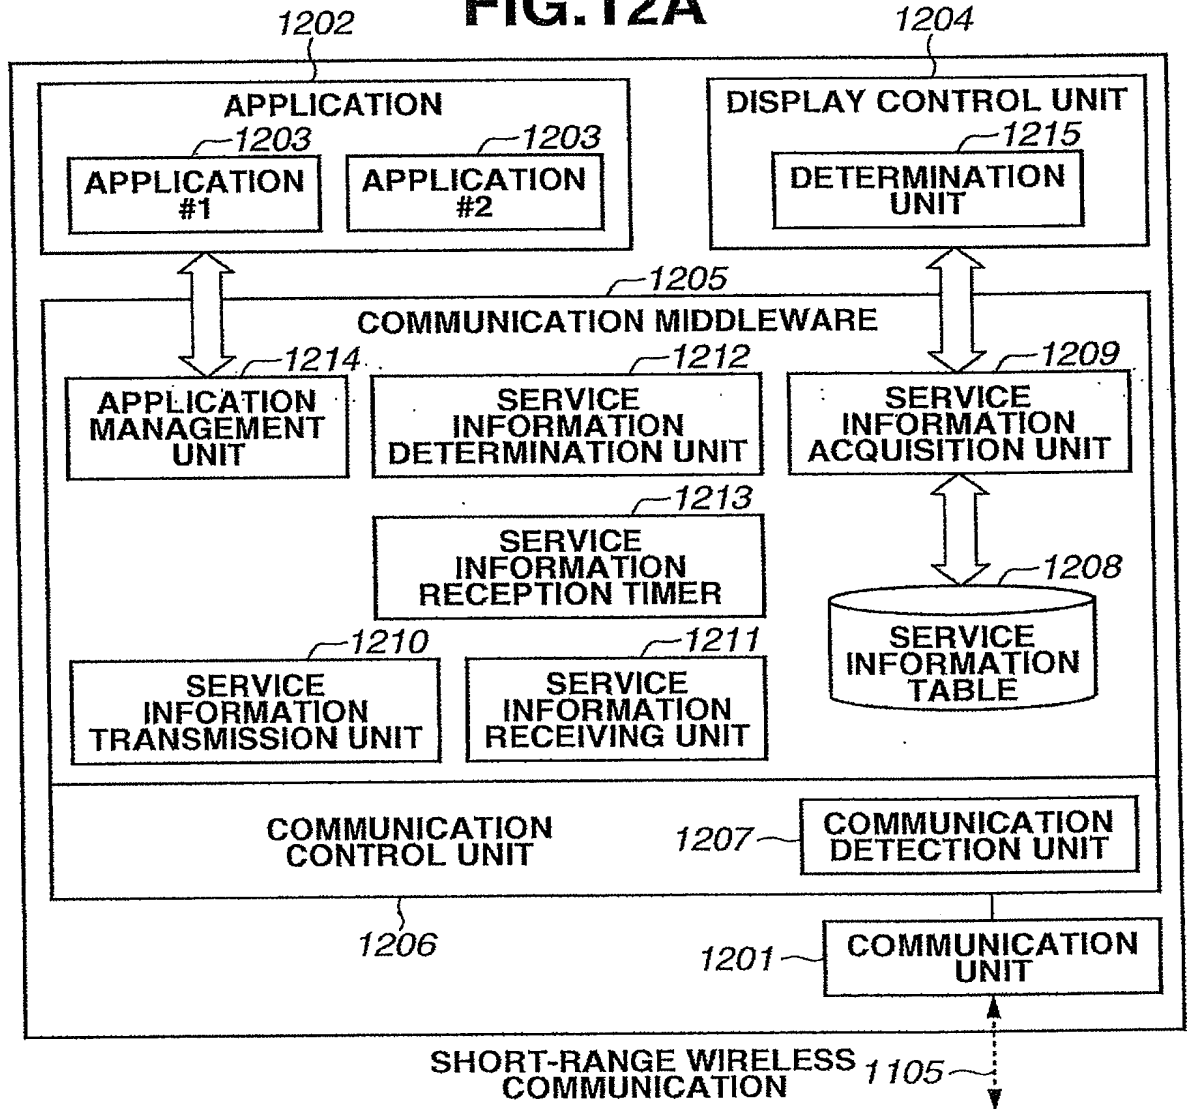 FIG.12A
1202
1204
APPLICATION
1203
APPLICATION
#1
1203
APPLICATION
#2
DISPLAY CONTROL UNIT
1215
DETERMINATION
UNIT
1205
COMMUNICATION MIDDLEWARE
1214
APPLICATION
MANAGEMENT
UNIT
1212
SERVICE
INFORMATION
DETERMINATION UNIT
1209
SERVICE
INFORMATION
ACQUISITION UNIT
1213
SERVICE
INFORMATION
RECEPTION TIMER
1208
SERVICE
INFORMATION
TABLE
1210
SERVICE
INFORMATION
TRANSMISSION UNIT
1211
SERVICE
INFORMATION
RECEIVING UNIT
COMMUNICATION
CONTROL UNIT
1207
COMMUNICATION
DETECTION UNIT
1206
1201
COMMUNICATION
UNIT
SHORT-RANGE WIRELESS
COMMUNICATION
1105